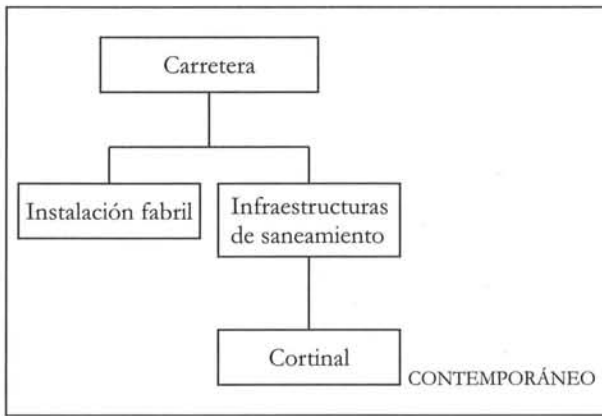 Carretera
Instalación fabril
Infraestructuras
de saneamiento
Cortinal
CONTEMPORÁNEO